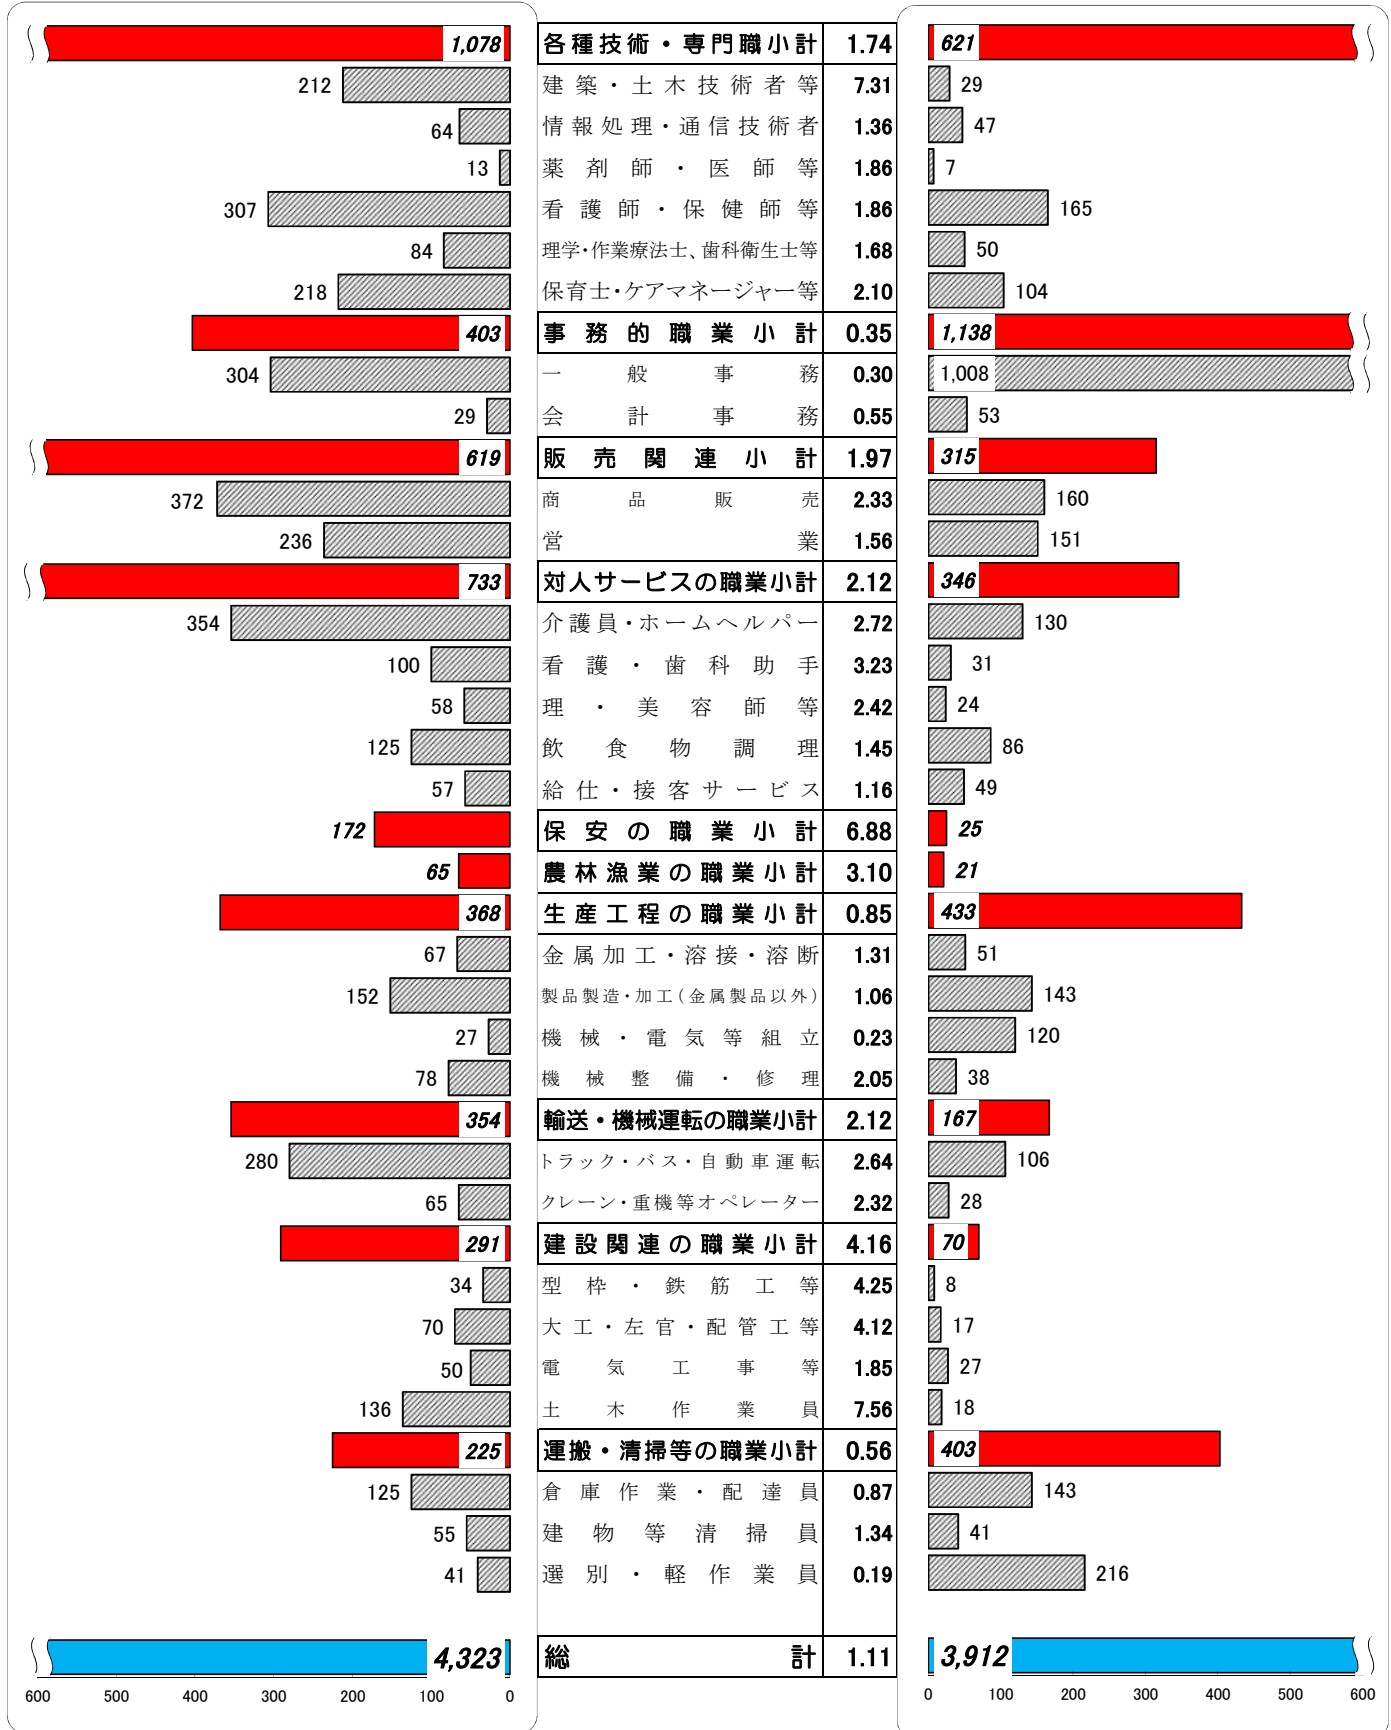 1,078 各種技術・専門職小計 1.74 621
212 建築・土木技術者等 7.31 29
64 情報処理・通信技術者 1.36 47
13 薬剤師・医師等 1.86 7
307 看護師・保健師等 1.86 165
84 理学・作業療法士、歯科衛生士等 1.68 50
218 保育士・ケアマネージャー等 2.10 104
403 事務的職業小計 0.35 1,138
304 一般事務 0.30 1,008
29 会計事務 0.55 53
619 販売関連小計 1.97 315
372 商品販売 2.33 160
236 営業 1.56 151
733 対人サービスの職業小計 2.12 346
354 介護員・ホームヘルパー 2.72 130
100 看護・歯科助手 3.23 31
58 理・美容師等 2.42 24
125 飲食物調理 1.45 86
57 給仕・接客サービス 1.16 49
172 保安の職業小計 6.88 25
65 農林漁業の職業小計 3.10 21
368 生産工程の職業小計 0.85 433
67 金属加工・溶接・溶断 1.31 51
152 製品製造・加工(金属製品以外) 1.06 143
27 機械・電気等組立 0.23 120
78 機械整備・修理 2.05 38
354 輸送・機械運転の職業小計 2.12 167
280 トラック・バス・自動車運転 2.64 106
65 クレーン・重機等オペレーター 2.32 28
291 建設関連の職業小計 4.16 70
34 型枠・鉄筋工等 4.25 8
70 大工・左官・配管工等 4.12 17
50 電気工事等 1.85 27
136 土木作業員 7.56 18
225 運搬・清掃等の職業小計 0.56 403
125 倉庫作業・配達員 0.87 143
55 建物等清掃員 1.34 41
41 選別・軽作業員 0.19 216
4,323 総計 1.11 3,912
600 500 400 300 200 100 0 0 100 200 300 400 500 600